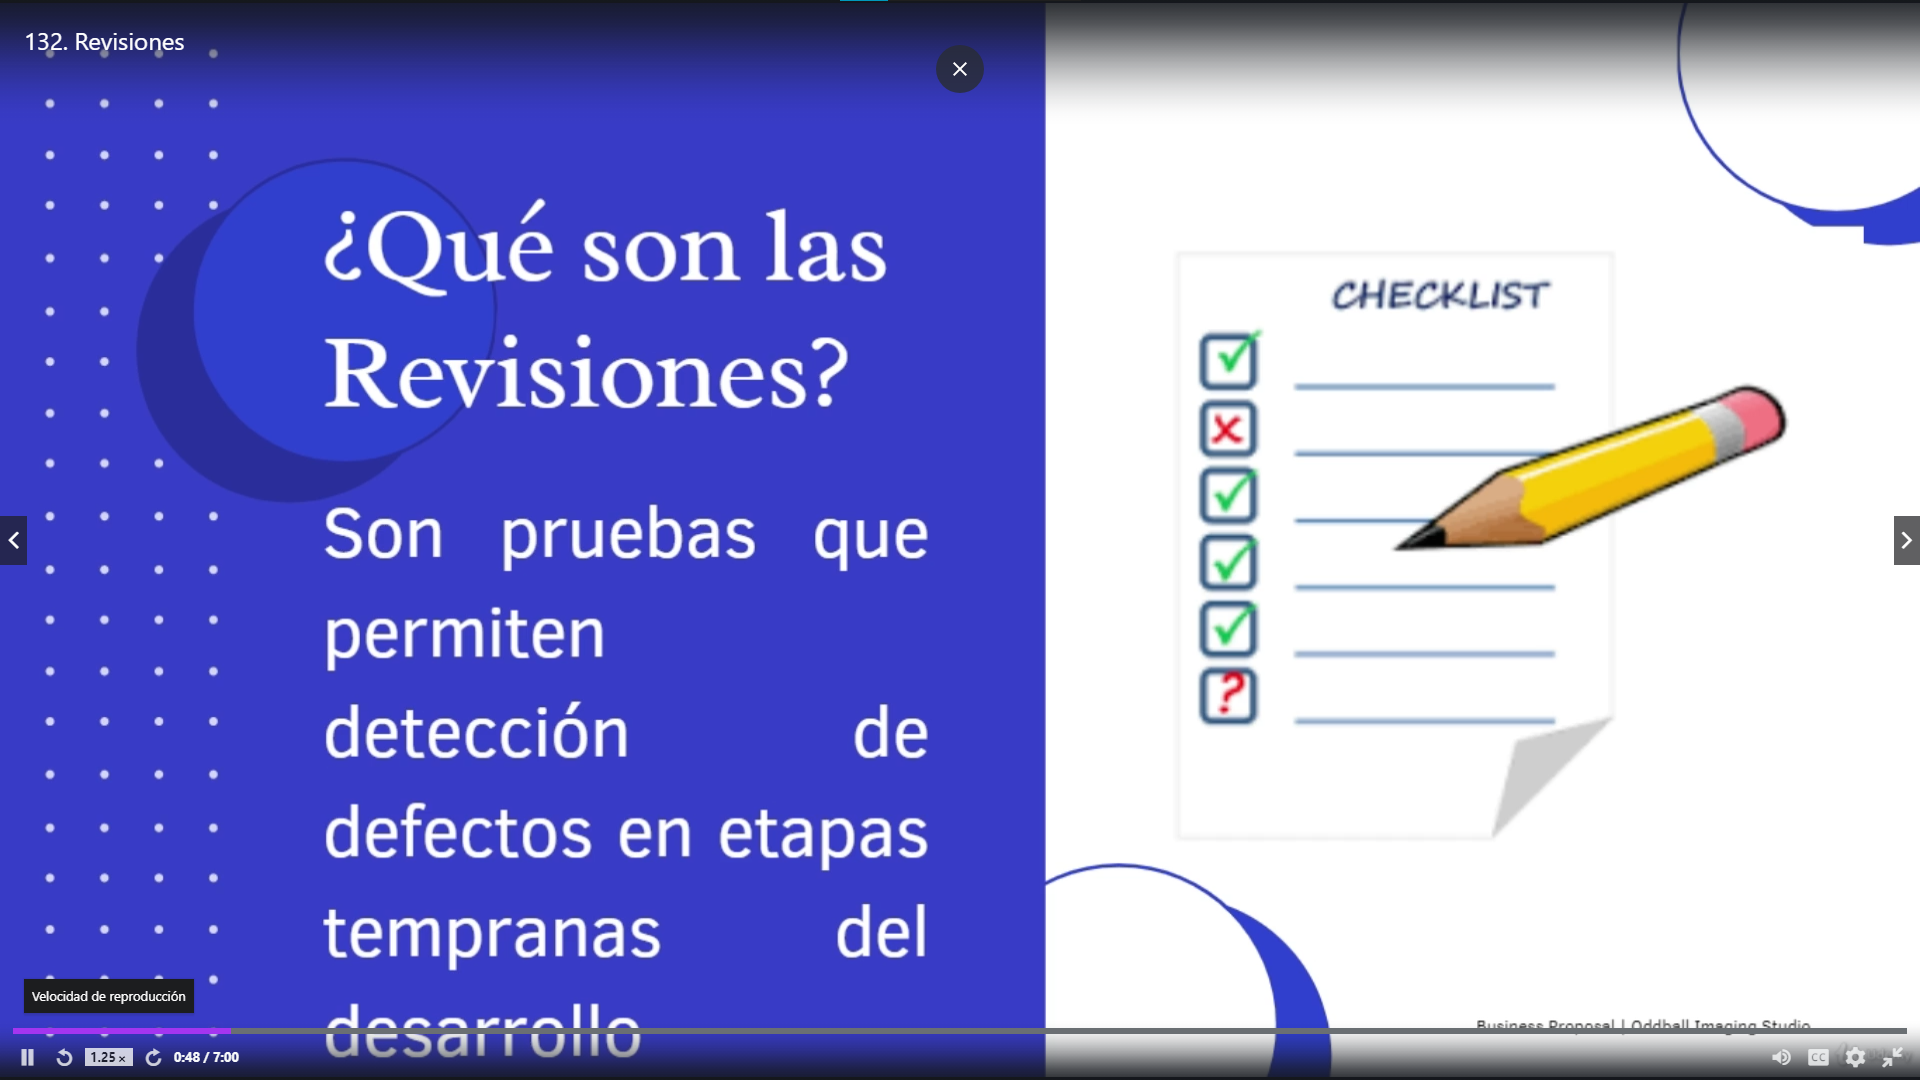 132. Revisiones
¿Qué son las
Revisiones?
Son pruebas que
permiten
detección de
defectos en etapas
tempranas del
desarrollo
CHECKLIST
?
Business Proposal | Oddball Imaging Studio
Velocidad de reproducción
1.25×
0:48 / 7:00
CC